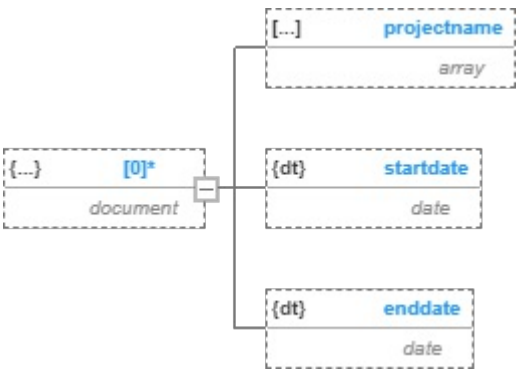 [...] projectname
array
{...} [0]*
document
{dt} startdate
date
{dt} enddate
date